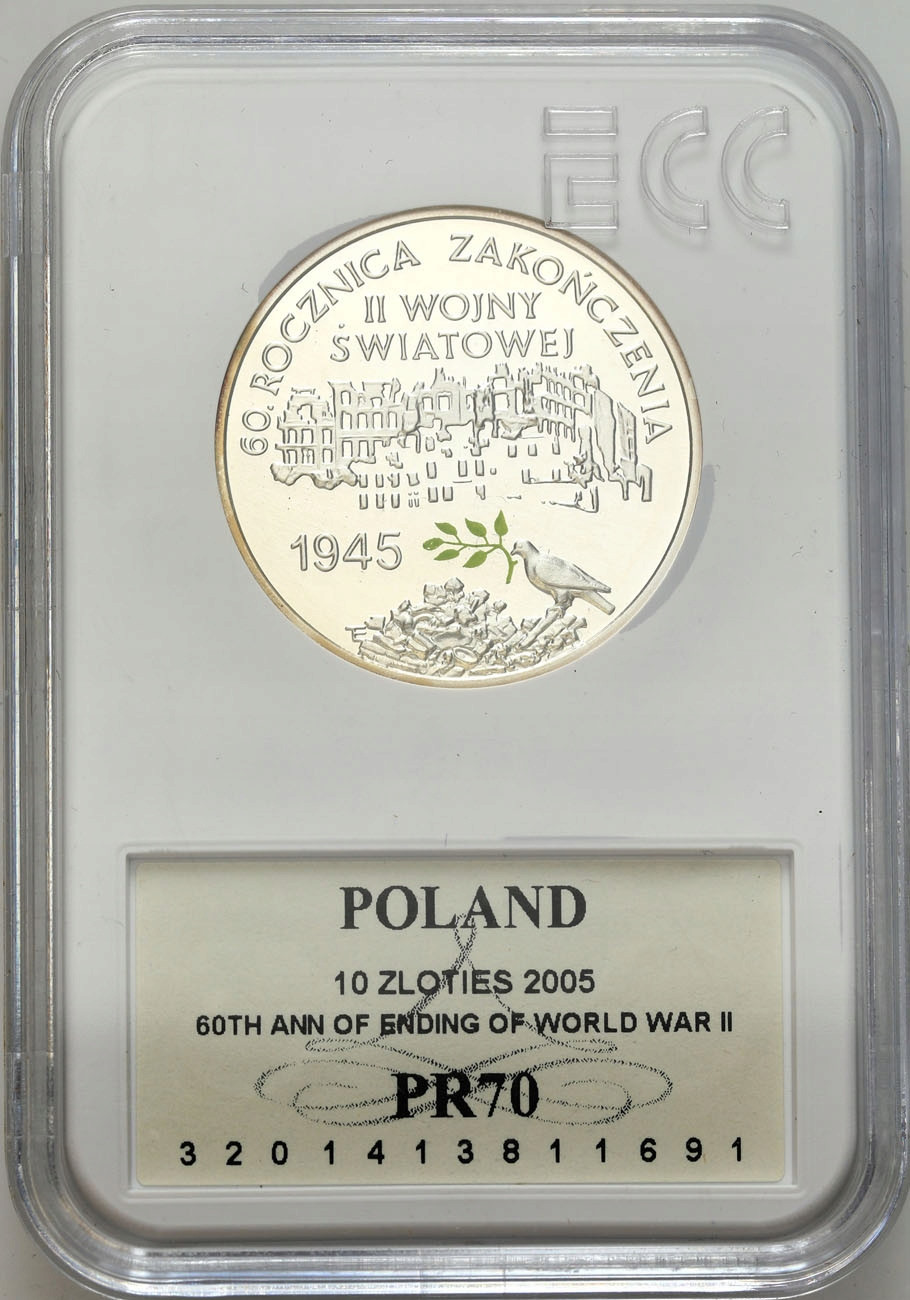 ECC
60. ROCZNICA ZAKOŃCZENIA
II WOJNY
ŚWIATOWEJ
1945
POLAND
10 ZLOTIES 2005
60TH ANN OF ENDING OF WORLD WAR II
PR70
3 2 0 1 4 1 3 8 1 1 6 9 1